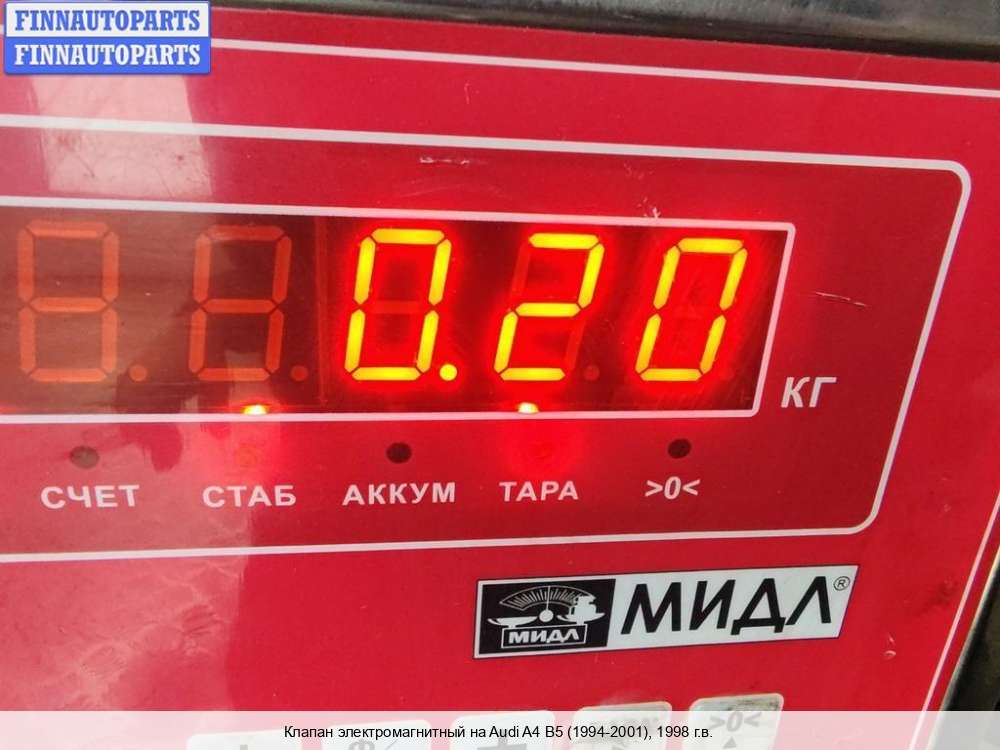 FINNAUTOPARTS
FINNAUTOPARTS
0.20
КГ
СЧЕТ СТАБ АККУМ ТАРА >0<
МИДЛ МИДЛ®
>0<
Клапан электромагнитный на Audi A4 B5 (1994-2001), 1998 г.в.